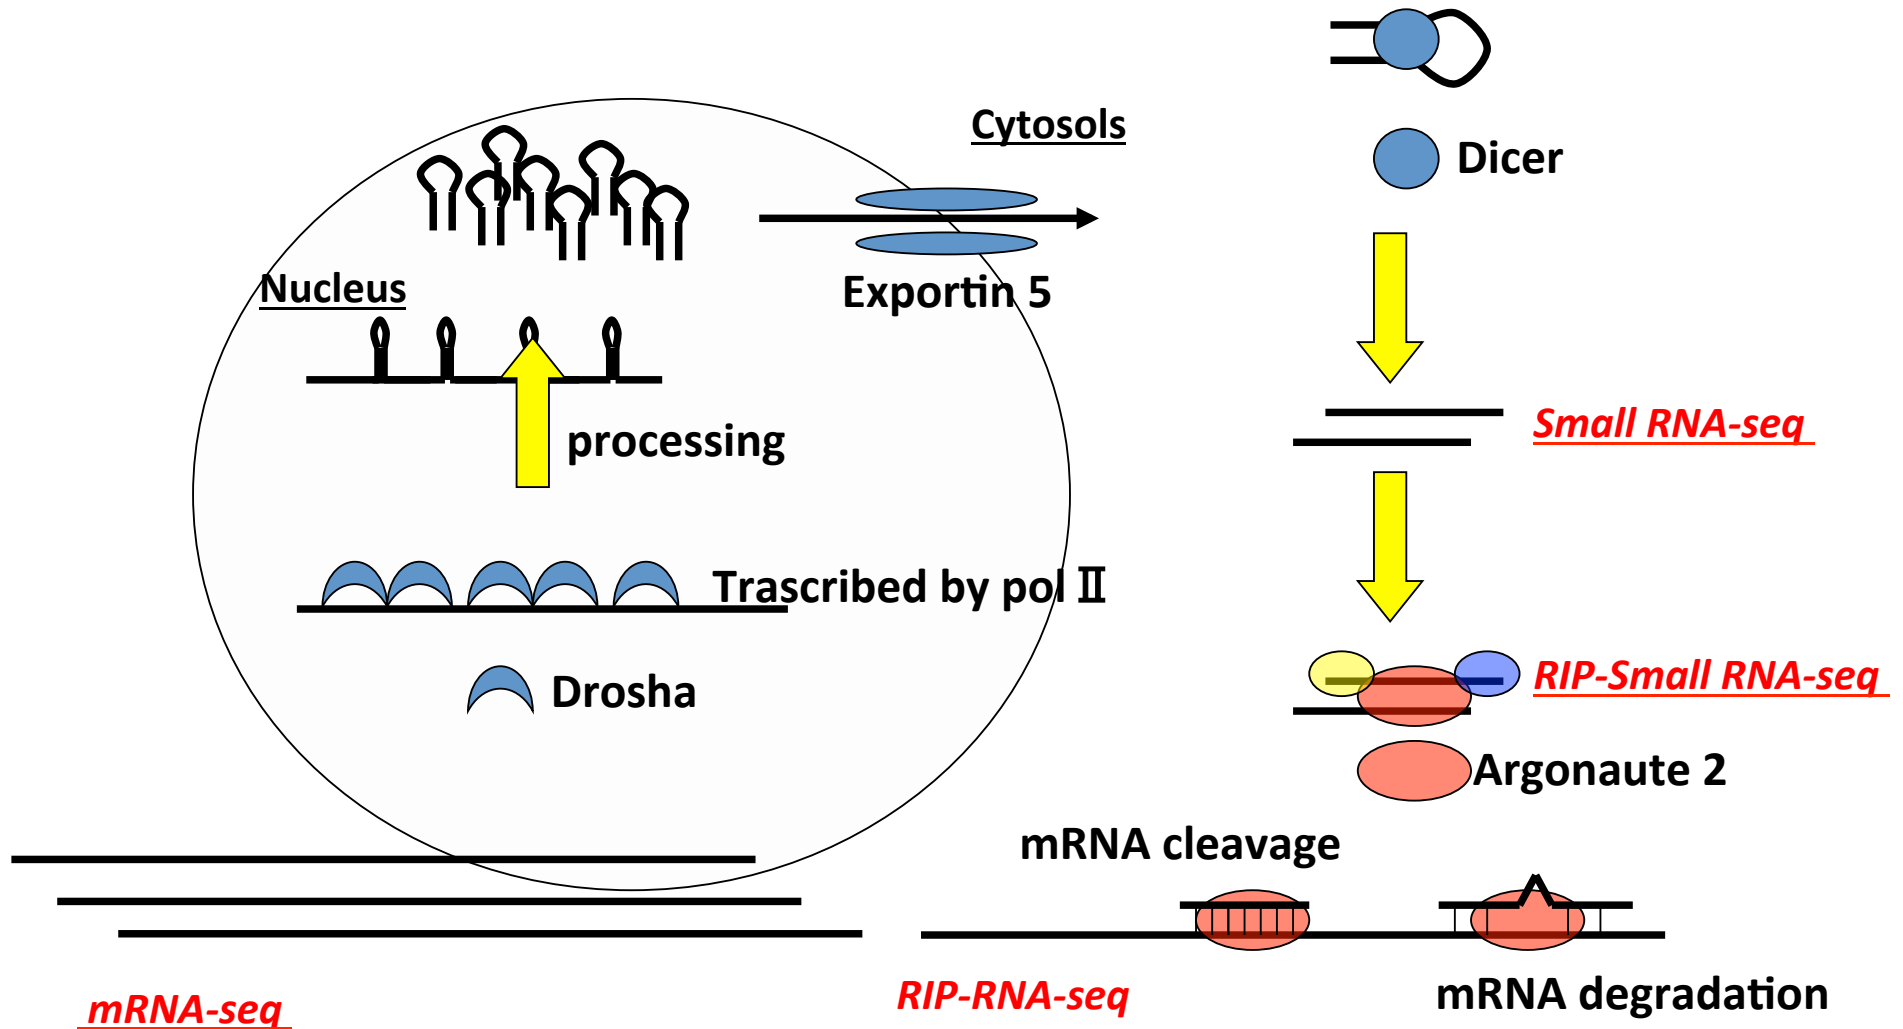 Cytosols
Dicer
Nucleus
Exportin 5
Small RNA-seq
processing
Trascribed by pol Ⅱ
Drosha
RIP-Small RNA-seq
Argonaute 2
mRNA cleavage
mRNA-seq
RIP-RNA-seq
mRNA degradation